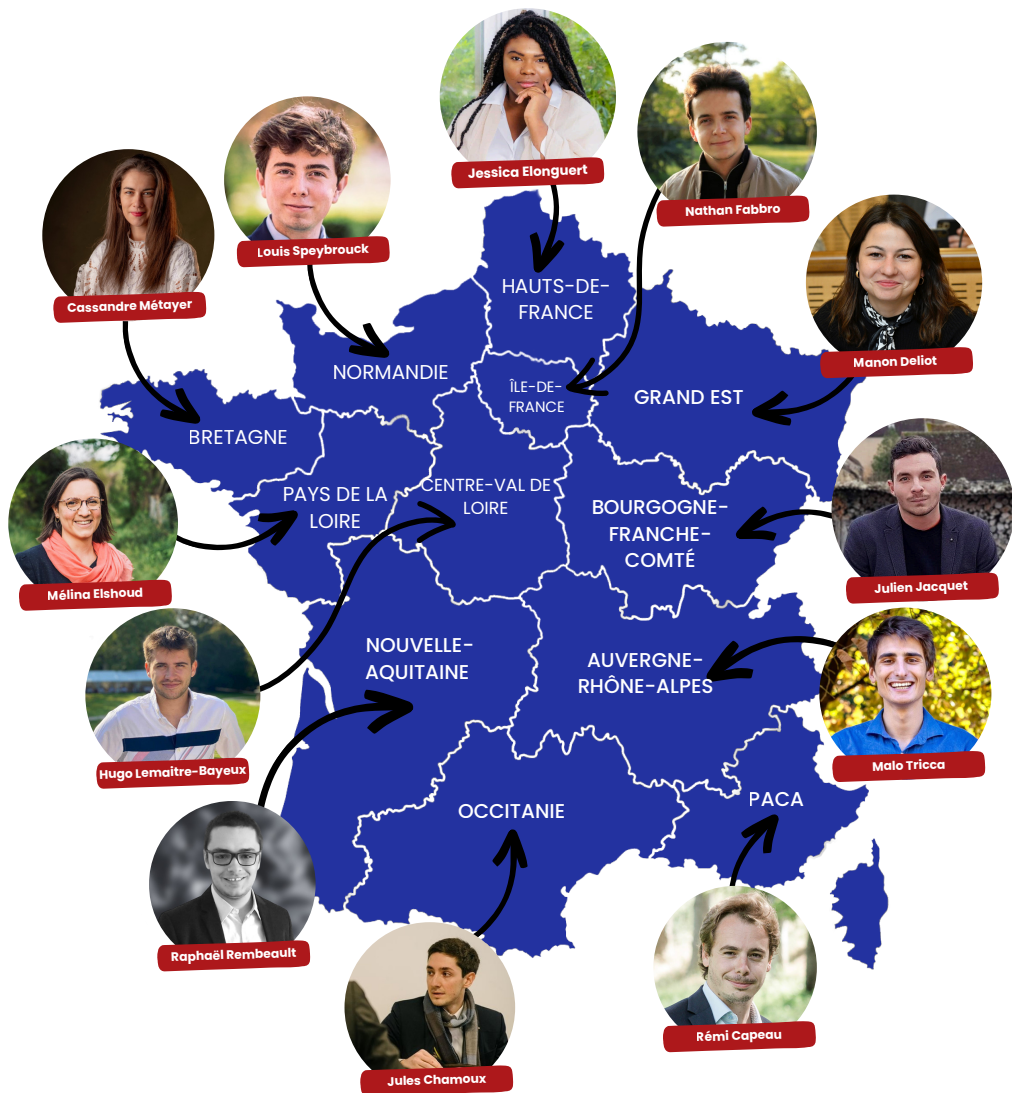 Jessica Elonguert
Nathan Fabbro
Louis Speybrouck
Cassandre Métayer
Manon Deliot
HAUTS-DE-
FRANCE
NORMANDIE
ÎLE-DE-
FRANCE
GRAND EST
BRETAGNE
PAYS DE LA
LOIRE
CENTRE-VAL DE
LOIRE
BOURGOGNE-
FRANCHE-
COMTÉ
Mélina Elshoud
Julien Jacquet
NOUVELLE-
AQUITAINE
AUVERGNE-
RHÔNE-ALPES
Hugo Lemaitre-Bayeux
Malo Tricca
OCCITANIE
PACA
Raphaël Rembeault
Jules Chamoux
Rémi Capeau